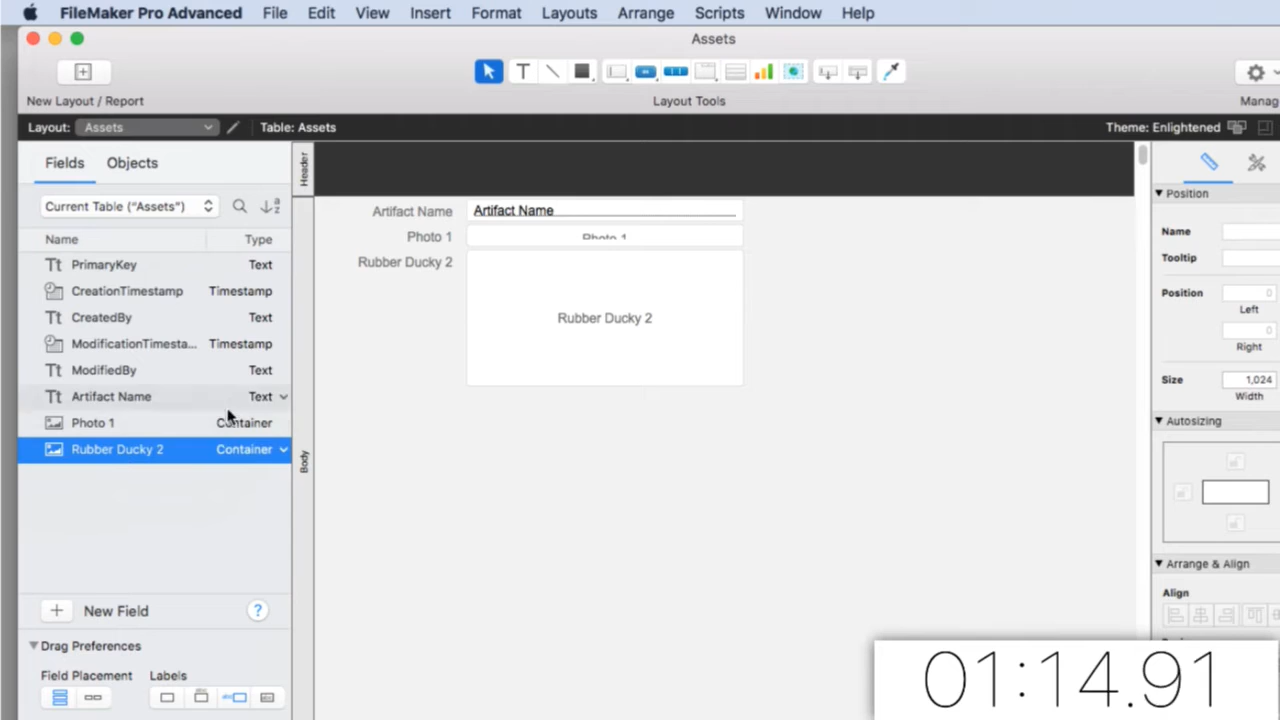 FileMaker Pro Advanced File Edit View Insert Format Layouts Arrange Scripts Window Help
Assets
New Layout / Report Layout Tools Manag
Layout: Assets Table: Assets Theme: Enlightened
Fields Objects
Current Table ("Assets")
Name Type
PrimaryKey Text
CreationTimestamp Timestamp
CreatedBy Text
ModificationTimesta... Timestamp
ModifiedBy Text
Artifact Name Text
Photo 1 Container
Rubber Ducky 2 Container
New Field ?
Drag Preferences
Field Placement Labels
Header
Body
Artifact Name Artifact Name
Photo 1 Photo 1
Rubber Ducky 2
Rubber Ducky 2
Position
Name
Tooltip
Position 0
Left
0
Right
Size 1,024
Width
Autosizing
Arrange & Align
Align
01:14.91